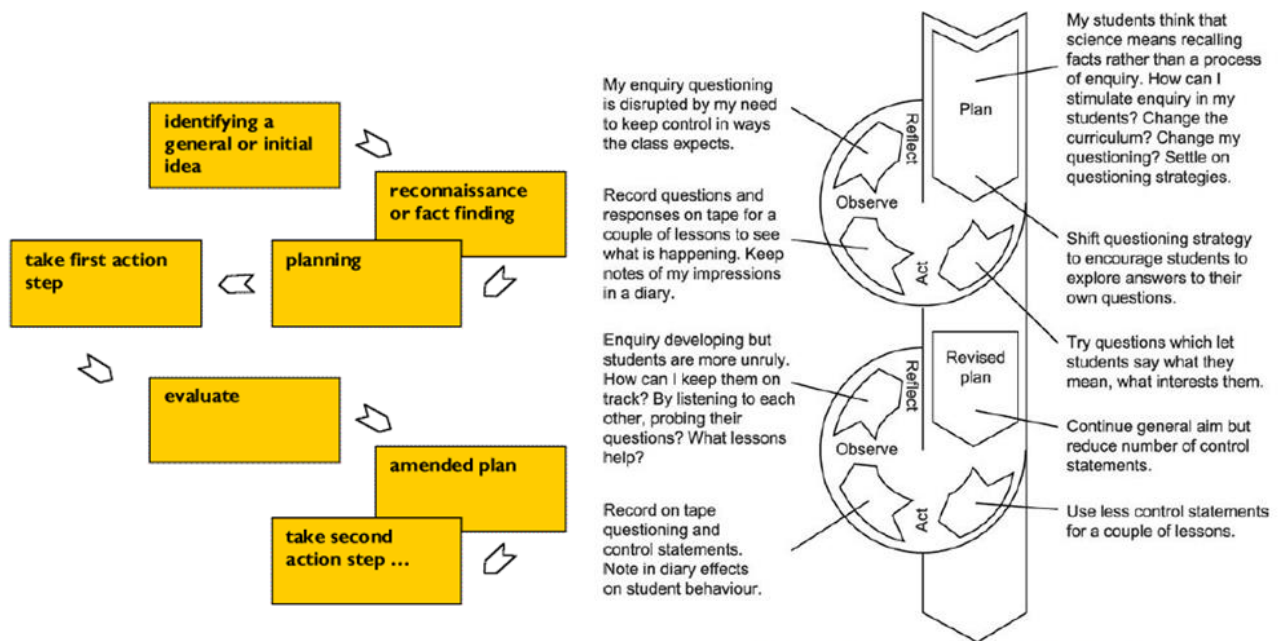 identifying a
general or initial
idea
reconnaissance
or fact finding
planning
take first action
step
evaluate
amended plan
take second
action step ...
My enquiry questioning
is disrupted by my need
to keep control in ways
the class expects.
Record questions and
responses on tape for a
couple of lessons to see
what is happening. Keep
notes of my impressions
in a diary.
Enquiry developing but
students are more unruly.
How can I keep them on
track? By listening to each
other, probing their
questions? What lessons
help?
Record on tape
questioning and
control statements.
Note in diary effects
on student behaviour.
Plan
Reflect
Observe
Act
Revised
plan
Reflect
Observe
Act
My students think that
science means recalling
facts rather than a process
of enquiry. How can I
stimulate enquiry in my
students? Change the
curriculum? Change my
questioning? Settle on
questioning strategies.
Shift questioning strategy
to encourage students to
explore answers to their
own questions.
Try questions which let
students say what they
mean, what interests them.
Continue general aim but
reduce number of control
statements.
Use less control statements
for a couple of lessons.